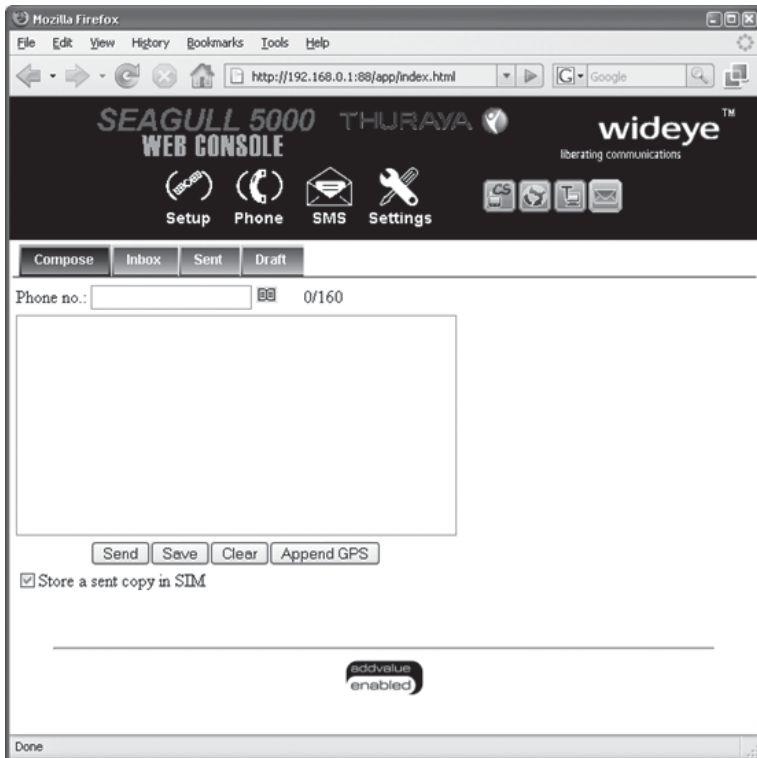 Mozilla Firefox
File Edit View History Bookmarks Tools Help
http://192.168.0.1:88/app/index.html
G Google
SEAGULL 5000 THURAYA
WEB CONSOLE
wideye™
liberating communications
CS
Setup Phone SMS Settings
Compose Inbox Sent Draft
Phone no.: 0/160
Send Save Clear Append GPS
Store a sent copy in SIM
addvalue
enabled
Done